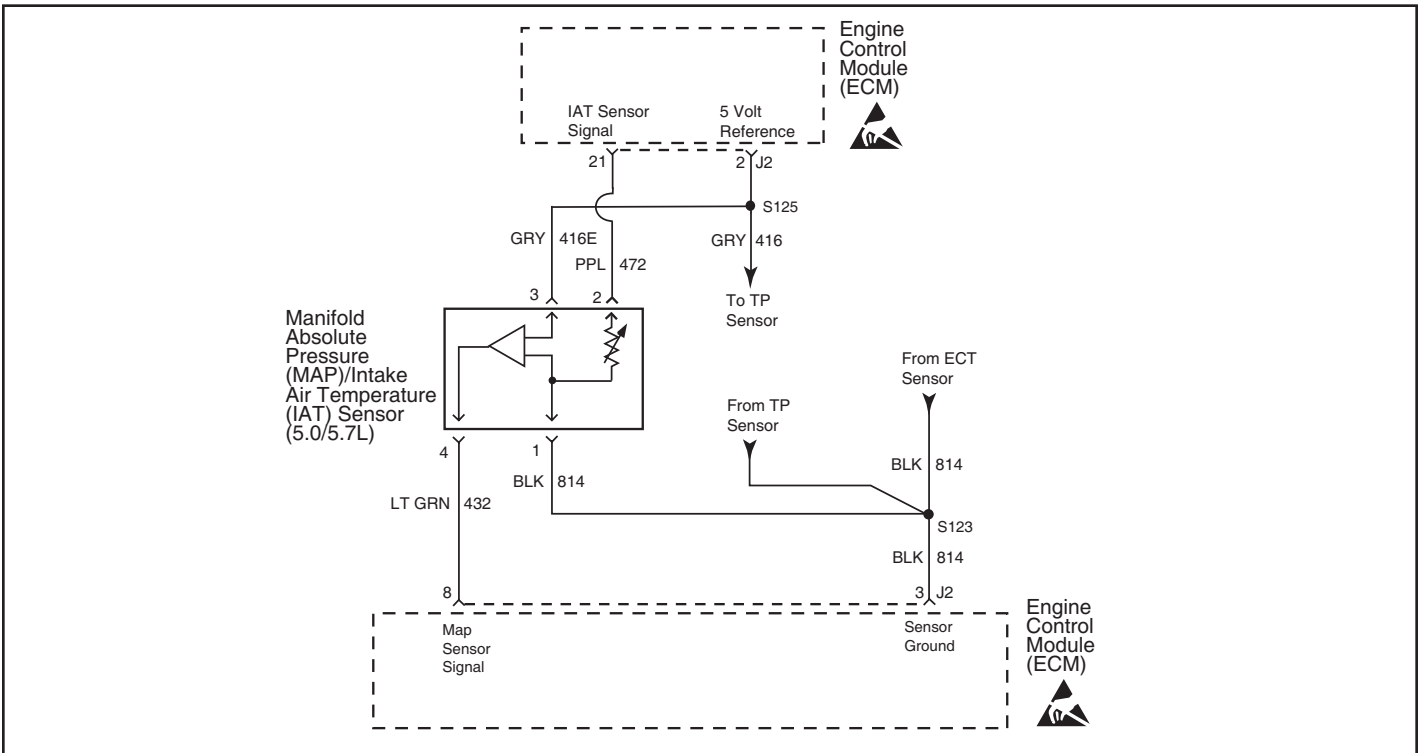 Engine
Control
Module
(ECM)
IAT Sensor
Signal
5 Volt
Reference
21
2 J2
S125
GRY 416E
GRY 416
PPL 472
3
2
To TP
Sensor
Manifold
Absolute
Pressure
(MAP)/Intake
Air Temperature
(IAT) Sensor
(5.0/5.7L)
From ECT
Sensor
From TP
Sensor
4
1
BLK 814
BLK 814
LT GRN 432
S123
BLK 814
8
3 J2
Map
Sensor
Signal
Sensor
Ground
Engine
Control
Module
(ECM)